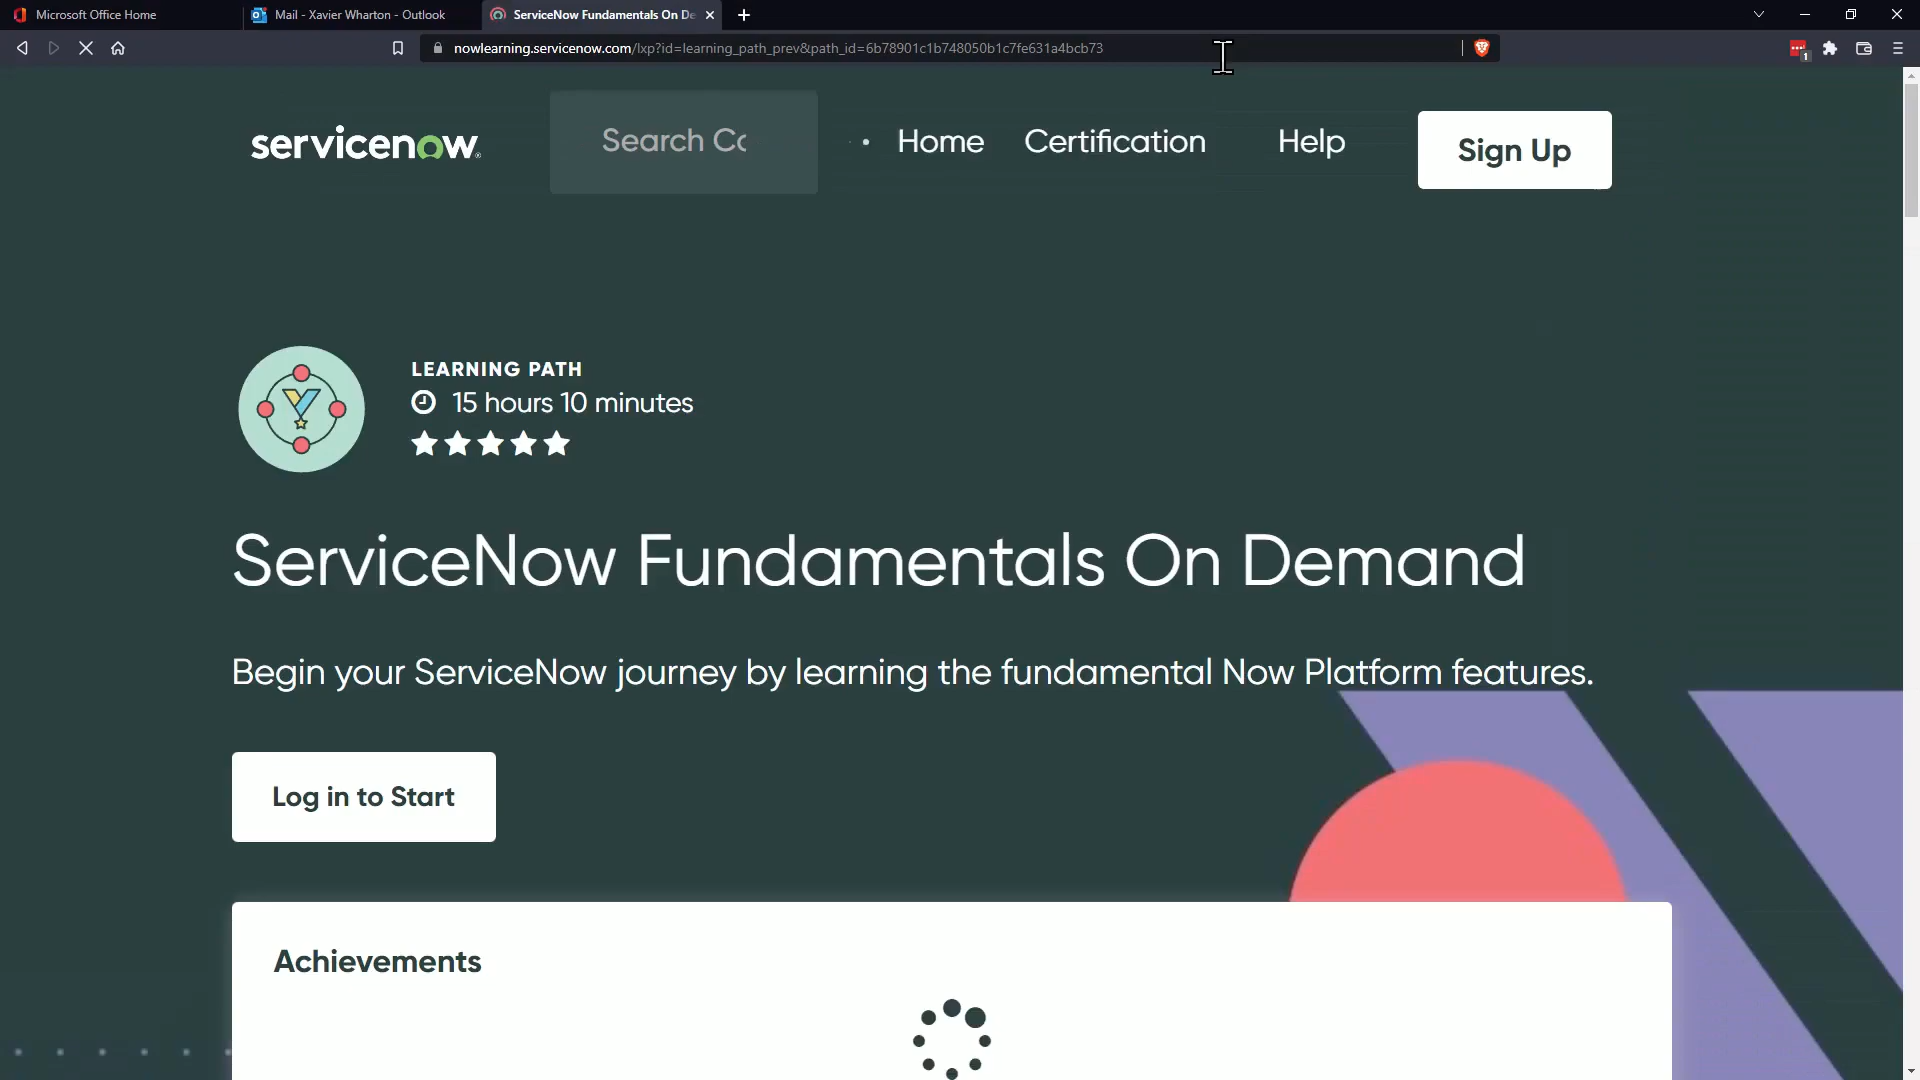 Microsoft Office Home
Mail - Xavier Wharton - Outlook
ServiceNow Fundamentals On De
nowlearning.servicenow.com/lxp?id=learning_path_prev&path_id=6b78901c1b748050b1c7fe631a4bcb73
1
servicenow
Search Co
Home
Certification
Help
Sign Up
LEARNING PATH
15 hours 10 minutes
ServiceNow Fundamentals On Demand
Begin your ServiceNow journey by learning the fundamental Now Platform features.
Log in to Start
Achievements